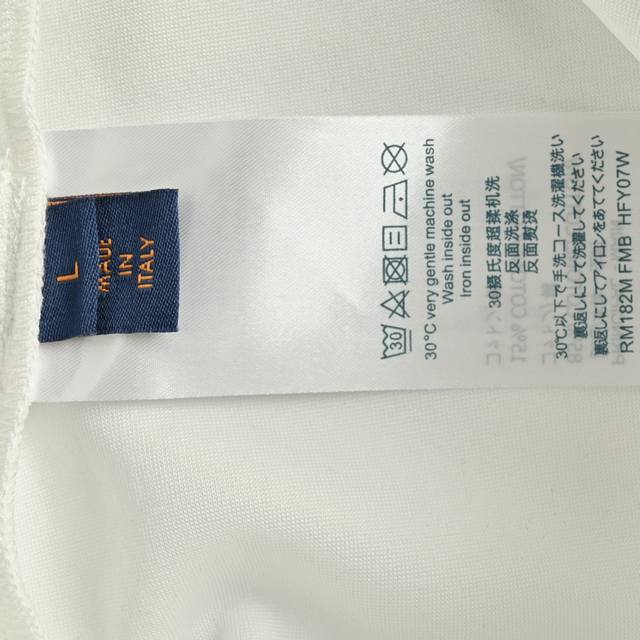 L
MADE
IN
ITALY
30
30°C very gentle machine wash
Wash inside out
Iron inside out
30摄氏度超柔机洗
反面洗涤
反面熨烫
30℃以下で手洗コース洗濯機洗い
裏返しにして洗濯してください
裏返しにしてアイロンをあててください
RM182M FMB HFY07W